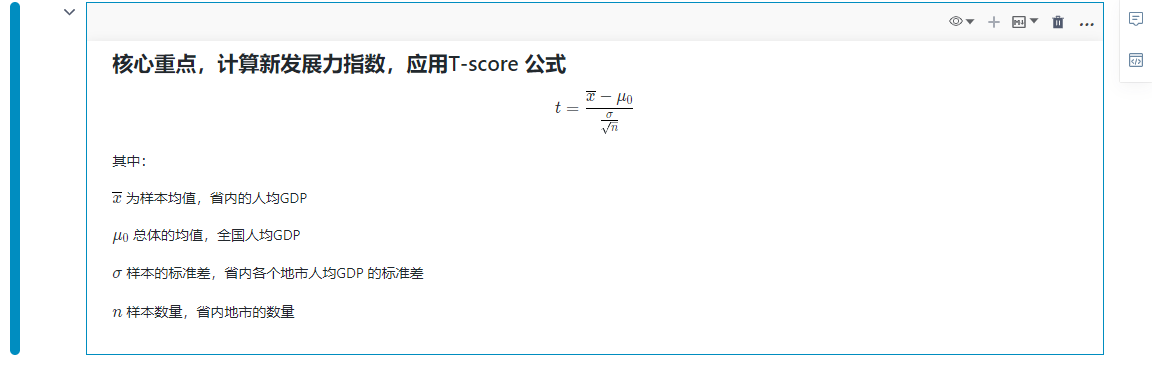 核心重点，计算新发展力指数，应用T-score 公式
t = \frac{\overline{x} - \mu_0}{\frac{\sigma}{\sqrt{n}}}
其中：
\overline{x} 为样本均值，省内的人均GDP
μ₀ 总体的均值，全国人均GDP
σ 样本的标准差，省内各个地市人均GDP 的标准差
n 样本数量，省内地市的数量